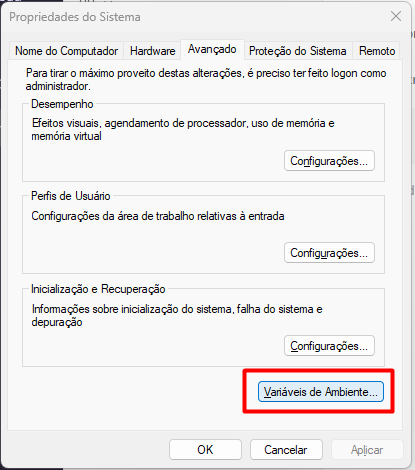 Propriedades do Sistema
Nome do Computador Hardware Avançado Proteção do Sistema Remoto
Para tirar o máximo proveito destas alterações, é preciso ter feito logon como
administrador.
Desempenho
Efeitos visuais, agendamento de processador, uso de memória e
memória virtual
Configurações...
Perfis de Usuário
Configurações da área de trabalho relativas à entrada
Configurações...
Inicialização e Recuperação
Informações sobre inicialização do sistema, falha do sistema e
depuração
Configurações...
Variáveis de Ambiente...
OK Cancelar Aplicar